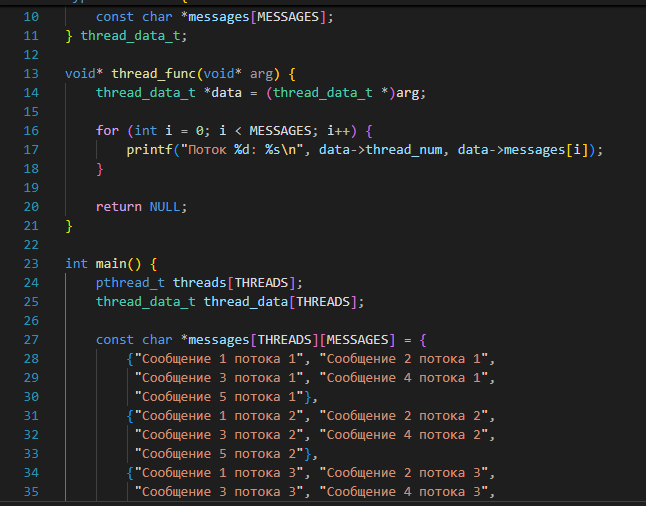 10 const char *messages[MESSAGES];
11 } thread_data_t;
12
13 void* thread_func(void* arg) {
14 thread_data_t *data = (thread_data_t *)arg;
15
16 for (int i = 0; i < MESSAGES; i++) {
17 printf("Поток %d: %s\n", data->thread_num, data->messages[i]);
18 }
19
20 return NULL;
21 }
22
23 int main() {
24 pthread_t threads[THREADS];
25 thread_data_t thread_data[THREADS];
26
27 const char *messages[THREADS][MESSAGES] = {
28 {"Сообщение 1 потока 1", "Сообщение 2 потока 1",
29 "Сообщение 3 потока 1", "Сообщение 4 потока 1",
30 "Сообщение 5 потока 1"},
31 {"Сообщение 1 потока 2", "Сообщение 2 потока 2",
32 "Сообщение 3 потока 2", "Сообщение 4 потока 2",
33 "Сообщение 5 потока 2"},
34 {"Сообщение 1 потока 3", "Сообщение 2 потока 3",
35 "Сообщение 3 потока 3", "Сообщение 4 потока 3",